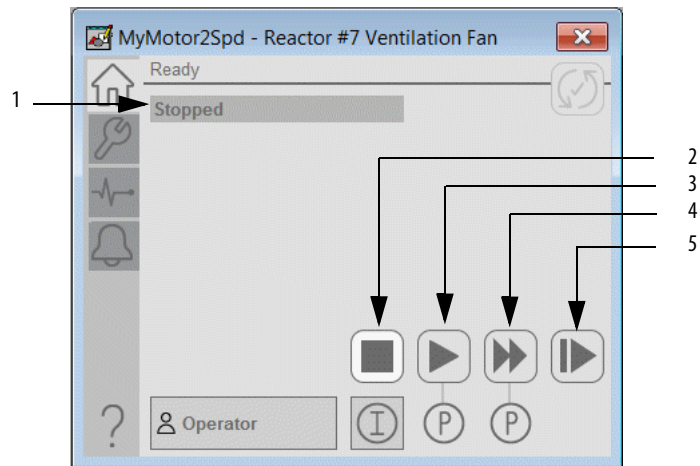 MyMotor2Spd - Reactor #7 Ventilation Fan
Ready
1
Stopped
2
3
4
5
?
Operator
I
P
P